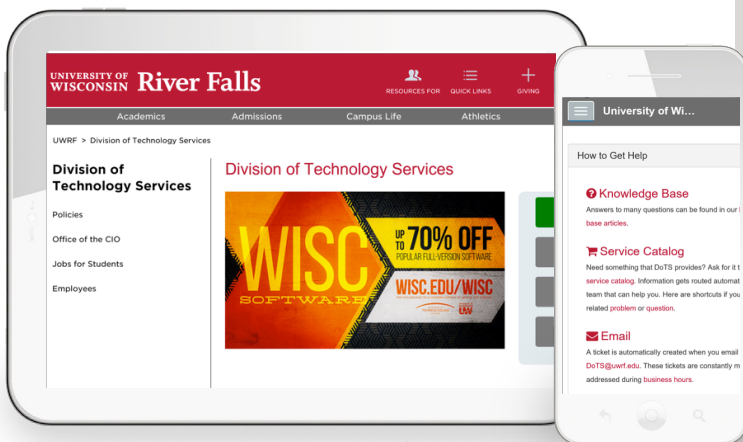 UNIVERSITY OF
WISCONSIN River Falls
RESOURCES FOR QUICK LINKS GIVING
Academics Admissions Campus Life Athletics
UWRF > Division of Technology Services
Division of
Technology Services
Policies
Office of the CIO
Jobs for Students
Employees
Division of Technology Services
WISC
SOFTWARE
UP TO 70% OFF
POPULAR FULL-VERSION SOFTWARE
WISC.EDU/WISC
UW
University of Wi...
How to Get Help
Knowledge Base
Answers to many questions can be found in our
base articles.
Service Catalog
Need something that DoTS provides? Ask for it
service catalog. Information gets routed automat
team that can help you. Here are shortcuts if you
related problem or question.
Email
A ticket is automatically created when you email
DoTS@uwrf.edu. These tickets are constantly m
addressed during business hours.